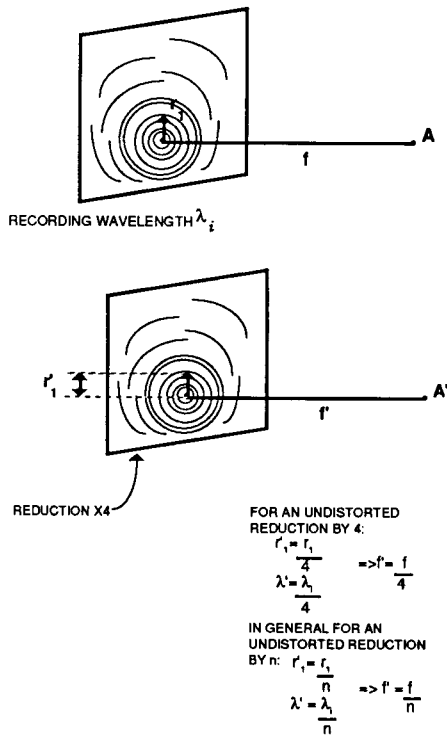 r₁
A
f
RECORDING WAVELENGTH λᵢ
r'₁
A'
f'
REDUCTION X4
FOR AN UNDISTORTED
REDUCTION BY 4:
r'₁ = r₁/4
=> f' = f/4
λ' = λ₁/4
IN GENERAL FOR AN
UNDISTORTED REDUCTION
BY n: r'₁ = r₁/n
=> f' = f/n
λ' = λ₁/n